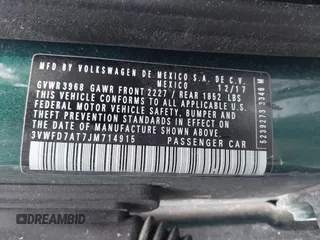 MFD BY VOLKSWAGEN DE MEXICO S.A. DE C.V.
MEXICO 12/17
GVWR 3968 GAWR FRONT 2227 / REAR 1852 LBS
THIS VEHICLE CONFORMS TO ALL APPLICABLE
FEDERAL MOTOR VEHICLE SAFETY, BUMPER AND
THEFT PREVENTION STANDARDS IN EFFECT ON THE
DATE OF MANUFACTURE SHOWN ABOVE
3VWFD7AT7JM714915 PASSENGER CAR
5239273 3340 M
DREAMBID